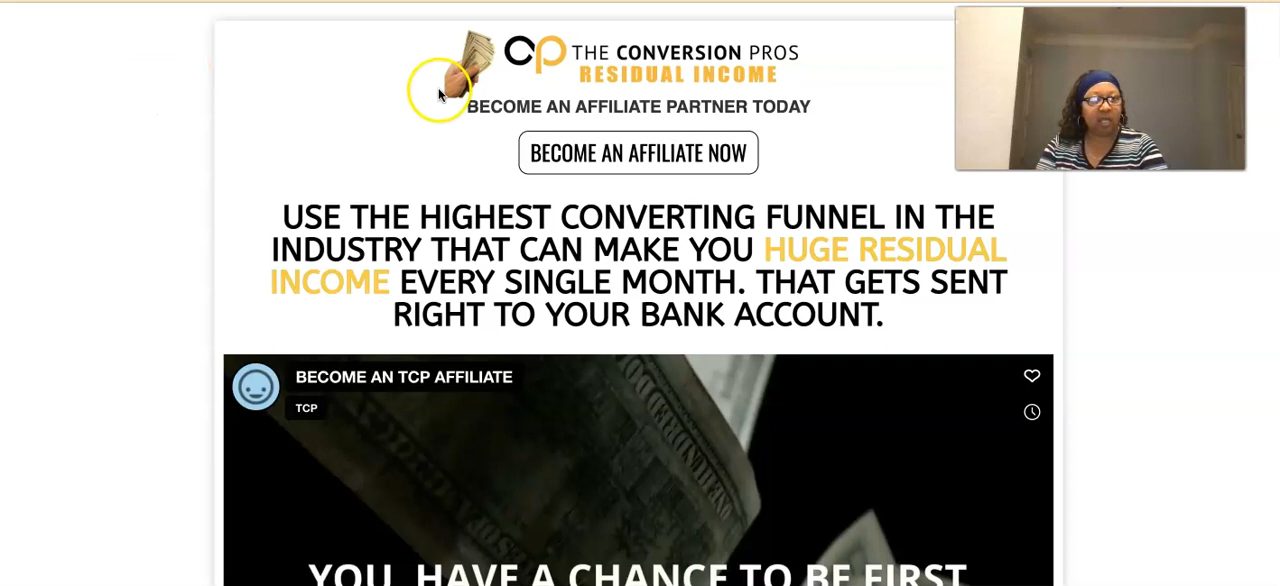 THE CONVERSION PROS
RESIDUAL INCOME
BECOME AN AFFILIATE PARTNER TODAY
BECOME AN AFFILIATE NOW
USE THE HIGHEST CONVERTING FUNNEL IN THE
INDUSTRY THAT CAN MAKE YOU HUGE RESIDUAL
INCOME EVERY SINGLE MONTH. THAT GETS SENT
RIGHT TO YOUR BANK ACCOUNT.
BECOME AN TCP AFFILIATE
TCP
YOU HAVE A CHANCE TO BE FIRST